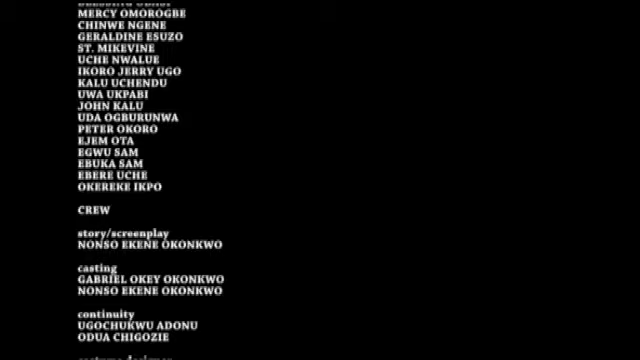 MERCY OMOROGBE
CHINWE NGENE
GERALDINE ESUZO
ST. MIKEVINE
UCHE NWALUE
IKORO JERRY UGO
KALU UCHENDU
UWA UKPABI
JOHN KALU
UDA OGBURUNWA
PETER OKORO
EJEM OTA
EGWU SAM
EBUKA SAM
EBERE UCHE
OKEREKE IKPO
CREW
story/screenplay
NONSO EKENE OKONKWO
casting
GABRIEL OKEY OKONKWO
NONSO EKENE OKONKWO
continuity
UGOCHUKWU ADONU
ODUA CHIGOZIE